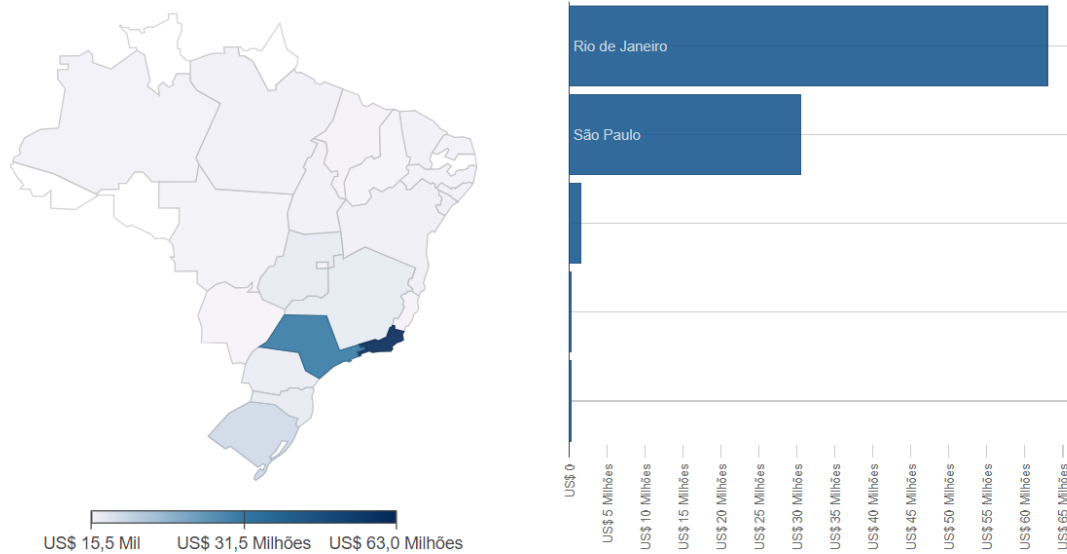 Rio de Janeiro
São Paulo
US$ 0
US$ 5 Milhões
US$ 10 Milhões
US$ 15 Milhões
US$ 20 Milhões
US$ 25 Milhões
US$ 30 Milhões
US$ 35 Milhões
US$ 40 Milhões
US$ 45 Milhões
US$ 50 Milhões
US$ 55 Milhões
US$ 60 Milhões
US$ 65 Milhões
US$ 15,5 Mil
US$ 31,5 Milhões
US$ 63,0 Milhões